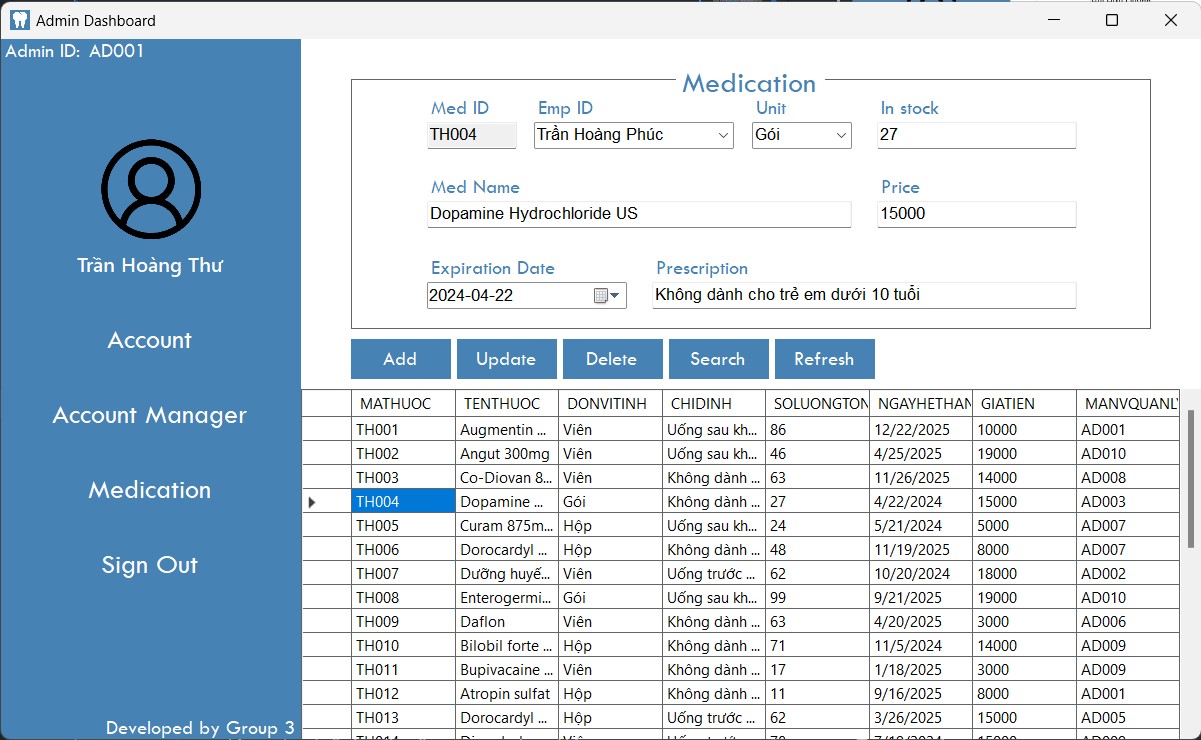 Admin Dashboard
Admin ID: AD001
Trần Hoàng Thư
Account
Account Manager
Medication
Sign Out
Developed by Group 3
Medication
Med ID Emp ID Unit In stock
TH004 Trần Hoàng Phúc Gói 27
Med Name Price
Dopamine Hydrochloride US 15000
Expiration Date Prescription
2024-04-22 Không dành cho trẻ em dưới 10 tuổi
Add Update Delete Search Refresh
MATHUOC TENTHUOC DONVITINH CHIDINH SOLUONGTON NGAYHETHAN GIATIEN MANVQUANLY
TH001 Augmentin ... Viên Uống sau kh... 86 12/22/2025 10000 AD001
TH002 Angut 300mg Viên Uống sau kh... 46 4/25/2025 19000 AD010
TH003 Co-Diovan 8... Viên Không dành ... 63 11/26/2025 14000 AD008
TH004 Dopamine ... Gói Không dành ... 27 4/22/2024 15000 AD003
TH005 Curam 875m... Hộp Uống sau kh... 24 5/21/2024 5000 AD007
TH006 Dorocardyl ... Hộp Không dành ... 48 11/19/2025 8000 AD007
TH007 Dưỡng huyế... Viên Uống trước ... 62 10/20/2024 18000 AD002
TH008 Enterogermi... Gói Uống sau kh... 99 9/21/2025 19000 AD010
TH009 Daflon Viên Không dành ... 63 4/20/2025 3000 AD006
TH010 Bilobil forte ... Hộp Không dành ... 71 11/5/2024 14000 AD009
TH011 Bupivacaine ... Viên Không dành ... 17 1/18/2025 3000 AD009
TH012 Atropin sulfat Hộp Không dành ... 11 9/16/2025 8000 AD001
TH013 Dorocardyl ... Hộp Uống trước ... 62 3/26/2025 15000 AD005